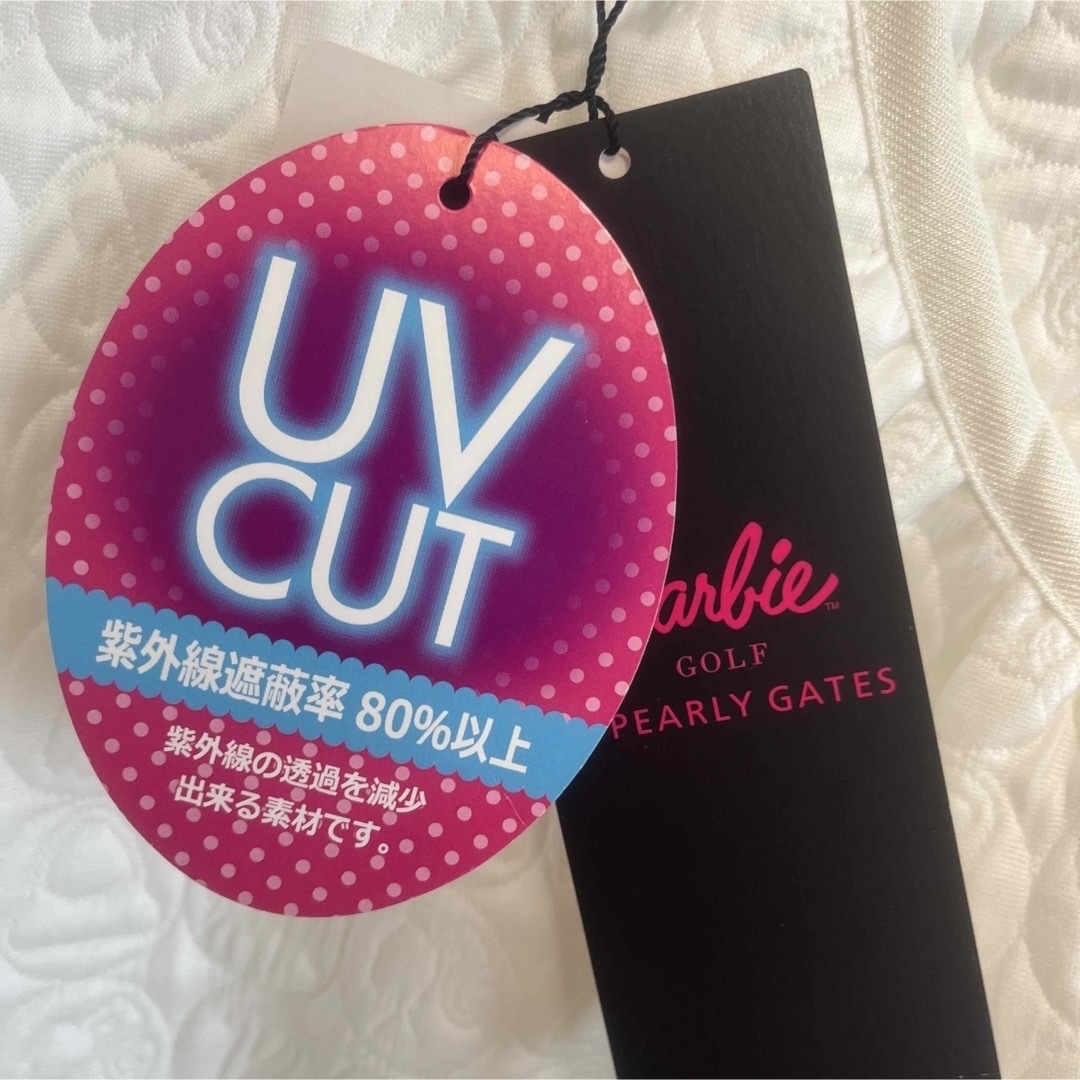 UV
CUT
紫外線遮蔽率 80%以上
紫外線の透過を減少
出来る素材です。
arbie™
GOLF
PEARLY GATES